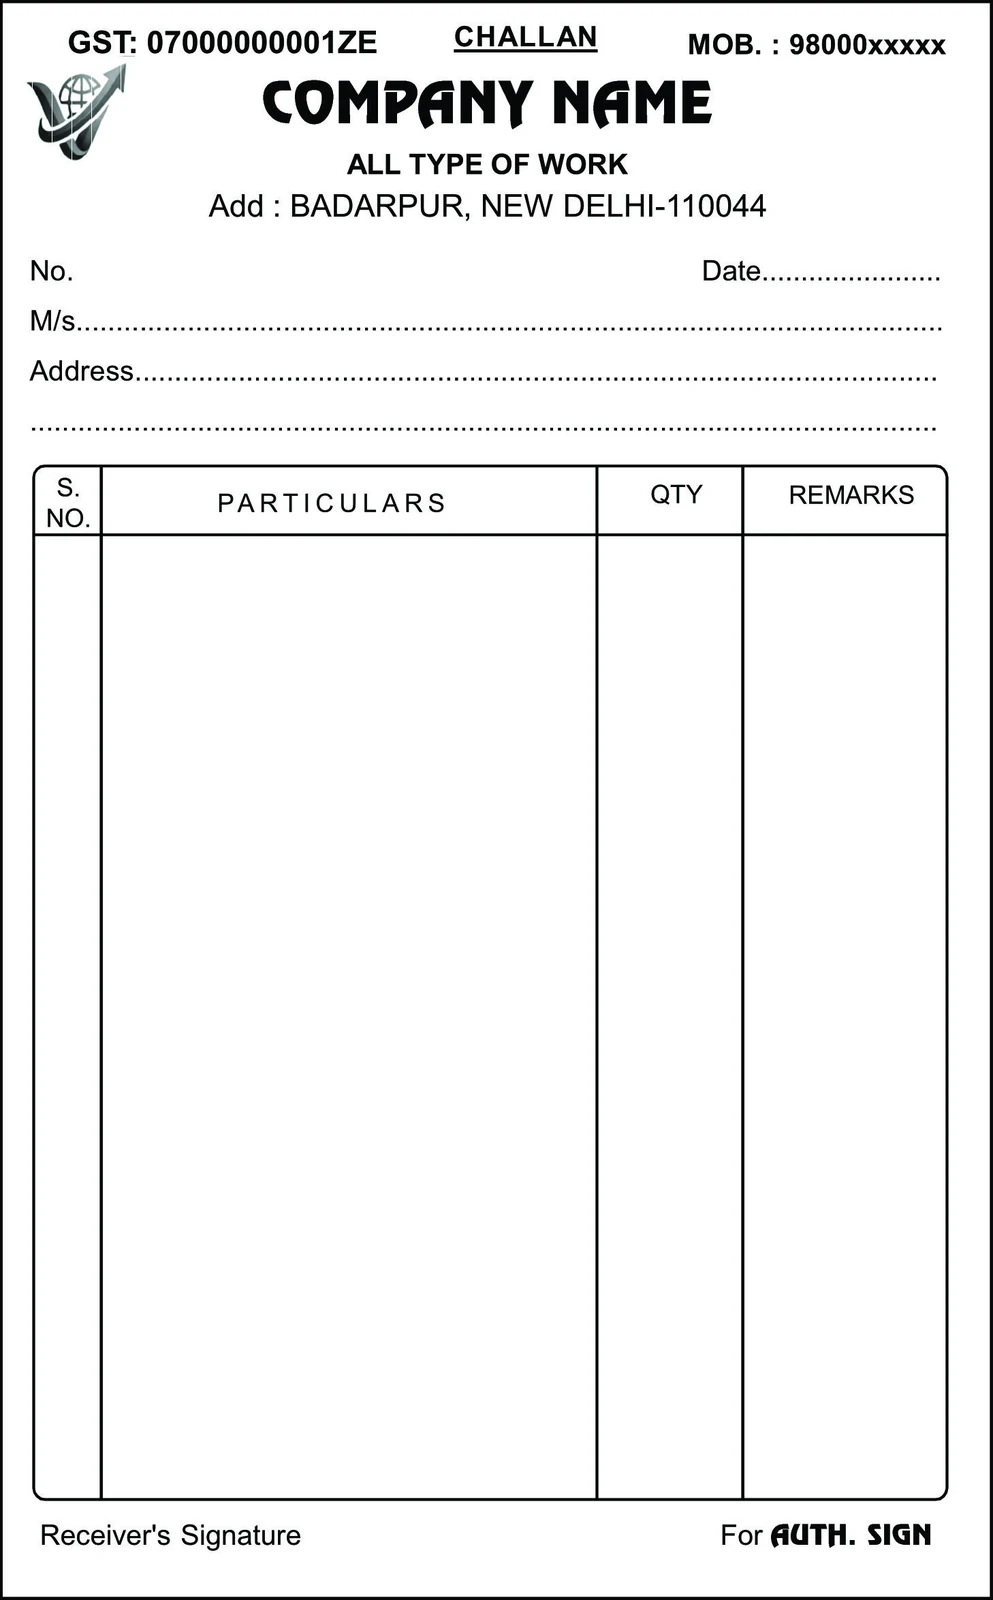 GST: 07000000001ZE CHALLAN MOB. : 98000xxxxx
COMPANY NAME
ALL TYPE OF WORK
Add : BADARPUR, NEW DELHI-110044
No. Date.......................
M/s.............................................................................................................
Address.....................................................................................................
..................................................................................................................
S. NO. PARTICULARS QTY REMARKS
Receiver's Signature For AUTH. SIGN